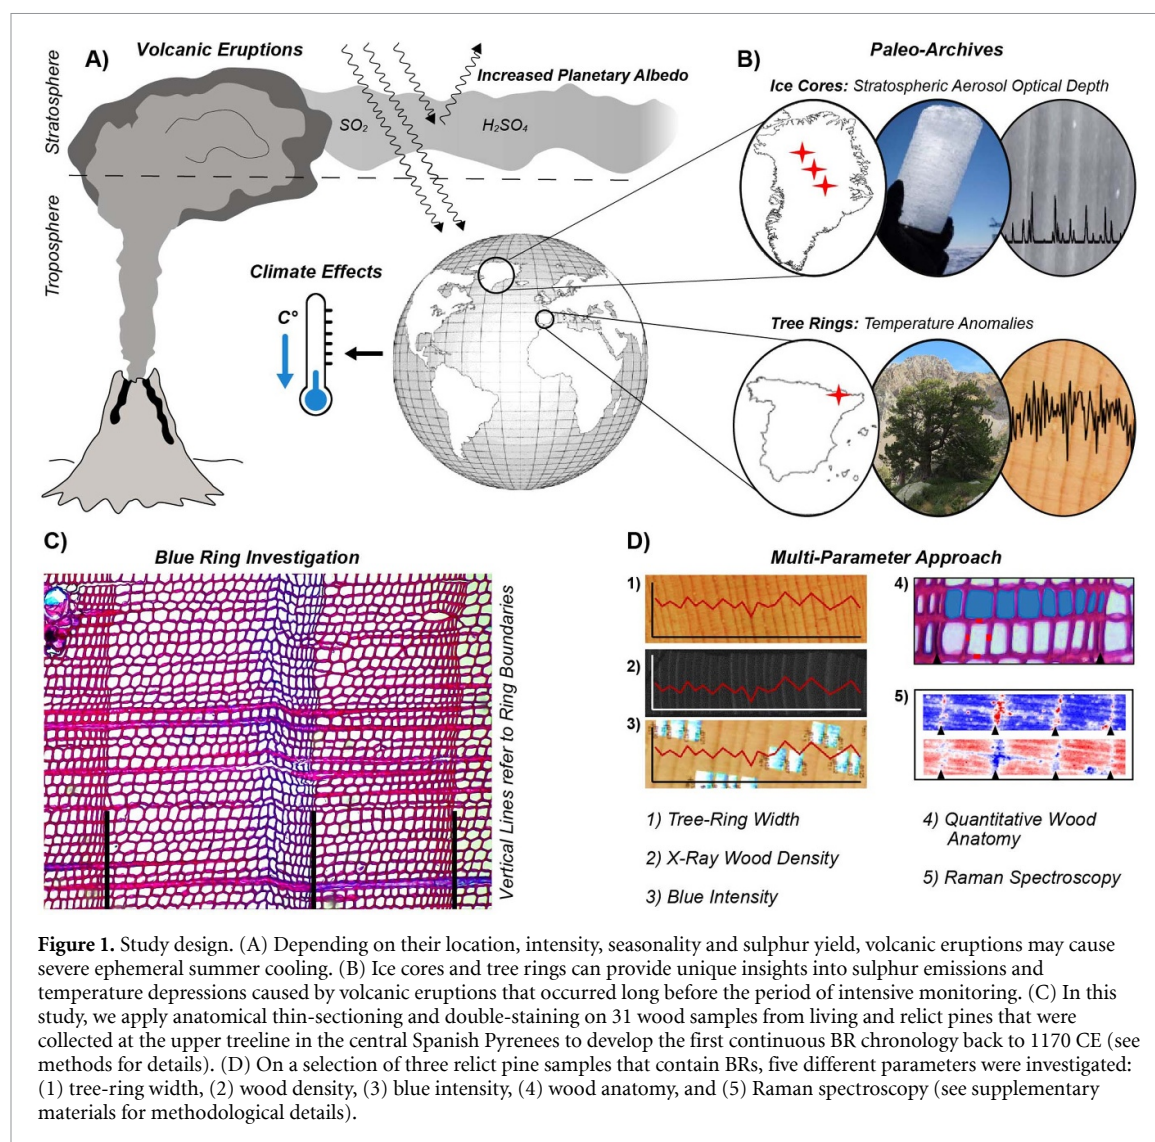 A)
Volcanic Eruptions
Stratosphere
Troposphere
Increased Planetary Albedo
SO2
H2SO4
Climate Effects
C°
B)
Paleo-Archives
Ice Cores: Stratospheric Aerosol Optical Depth
Tree Rings: Temperature Anomalies
C)
Blue Ring Investigation
Vertical Lines refer to Ring Boundaries
D)
Multi-Parameter Approach
1)
2)
3)
4)
5)
1) Tree-Ring Width
2) X-Ray Wood Density
3) Blue Intensity
4) Quantitative Wood
Anatomy
5) Raman Spectroscopy
Figure 1. Study design. (A) Depending on their location, intensity, seasonality and sulphur yield, volcanic eruptions may cause
severe ephemeral summer cooling. (B) Ice cores and tree rings can provide unique insights into sulphur emissions and
temperature depressions caused by volcanic eruptions that occurred long before the period of intensive monitoring. (C) In this
study, we apply anatomical thin-sectioning and double-staining on 31 wood samples from living and relict pines that were
collected at the upper treeline in the central Spanish Pyrenees to develop the first continuous BR chronology back to 1170 CE (see
methods for details). (D) On a selection of three relict pine samples that contain BRs, five different parameters were investigated:
(1) tree-ring width, (2) wood density, (3) blue intensity, (4) wood anatomy, and (5) Raman spectroscopy (see supplementary
materials for methodological details).